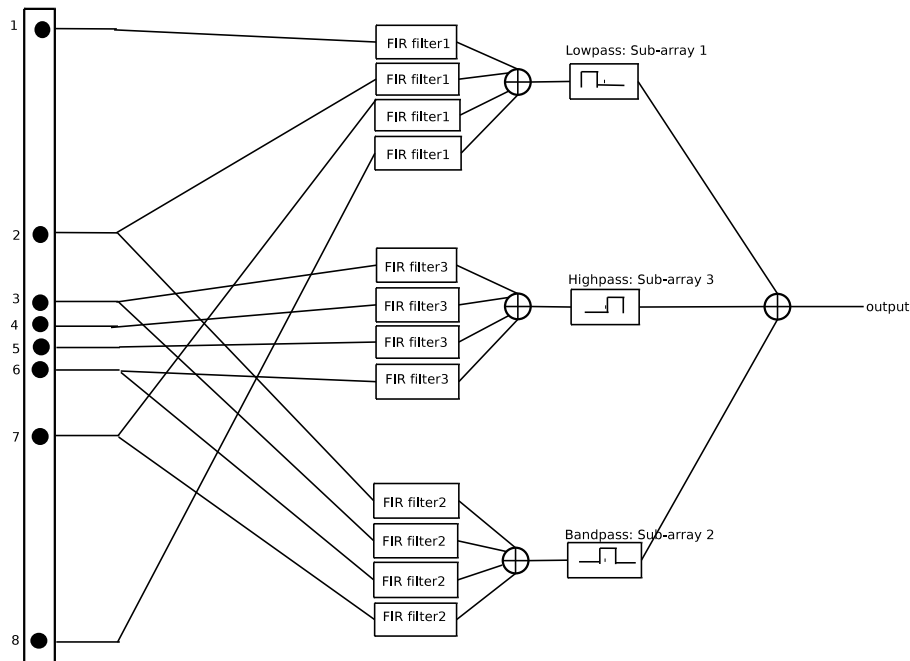 1
FIR filter1
Lowpass: Sub-array 1
FIR filter1
FIR filter1
FIR filter1
2
FIR filter3
Highpass: Sub-array 3
3
FIR filter3
output
4
FIR filter3
5
6
FIR filter3
7
FIR filter2
Bandpass: Sub-array 2
FIR filter2
FIR filter2
FIR filter2
8